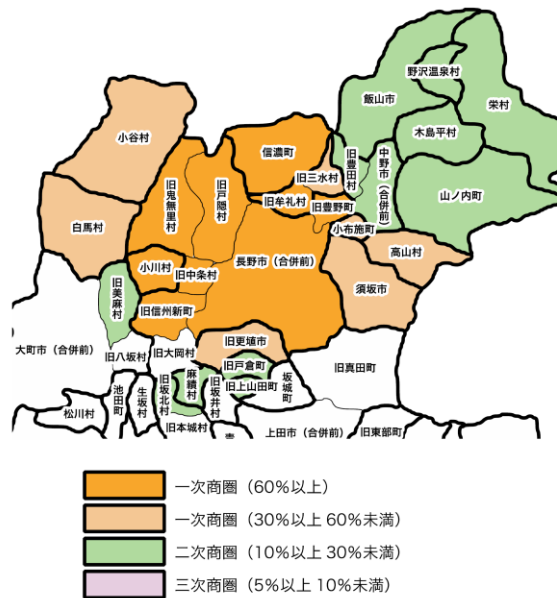 野沢温泉村
飯山市
栄村
小谷村
木島平村
信濃町
旧豊田村
中野市（合併前）
旧三水村
旧鬼無里村
旧戸隠村
山ノ内町
旧牟礼村
旧豊野町
白馬村
小布施町
高山村
小川村
旧中条村
長野市（合併前）
旧美麻村
須坂市
旧信州新町
旧更埴市
大町市（合併前）
旧八坂村
旧大岡村
旧戸倉町
旧真田町
池田町
生坂村
旧坂北村
麻績村
旧坂井村
旧上山田町
坂城町
松川村
旧本城村
上田市（合併前）
旧東部町
一次商圏（60％以上）
一次商圏（30％以上 60％未満）
二次商圏（10％以上 30％未満）
三次商圏（5％以上 10％未満）